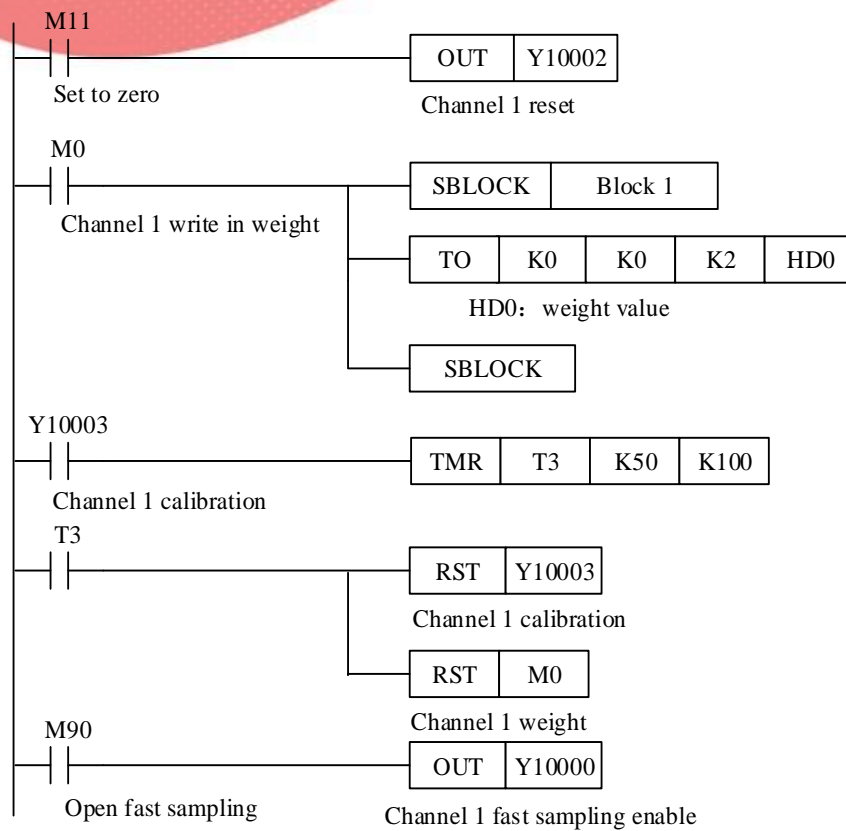 M11
OUT Y10002
Set to zero
Channel 1 reset
M0
SBLOCK Block 1
Channel 1 write in weight
TO K0 K0 K2 HD0
HD0：weight value
SBLOCK
Y10003
TMR T3 K50 K100
Channel 1 calibration
T3
RST Y10003
Channel 1 calibration
RST M0
Channel 1 weight
M90
OUT Y10000
Open fast sampling
Channel 1 fast sampling enable